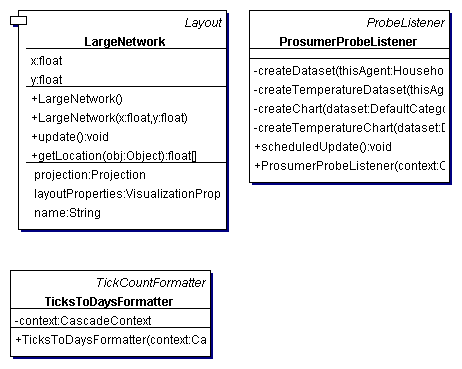 Layout
LargeNetwork
x:float
y:float
+LargeNetwork()
+LargeNetwork(x:float,y:float)
+update():void
+getLocation(obj:Object):float[]
projection:Projection
layoutProperties:VisualizationProp
name:String
ProbeListener
ProsumerProbeListener
-createDataset(thisAgent:Househo
-createTemperatureDataset(thisAg
-createChart(dataset:DefaultCateg
-createTemperatureChart(dataset:D
+scheduledUpdate():void
+ProsumerProbeListener(context:C
TickCountFormatter
TicksToDaysFormatter
-context:CascadeContext
+TicksToDaysFormatter(context:Ca